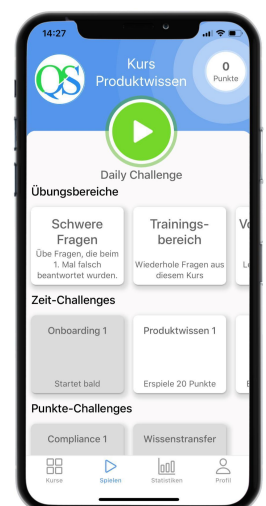 14:27
QS
Kurs
Produktwissen
0
Punkte
Daily Challenge
Übungsbereiche
Schwere
Fragen
Übe Fragen, die beim
1. Mal falsch
beantwortet wurden.
Trainings-
bereich
Wiederhole Fragen aus
diesem Kurs
Zeit-Challenges
Onboarding 1
Startet bald
Produktwissen 1
Erspiele 20 Punkte
Punkte-Challenges
Compliance 1
Wissenstransfer
Kurse
Spielen
Statistiken
Profil